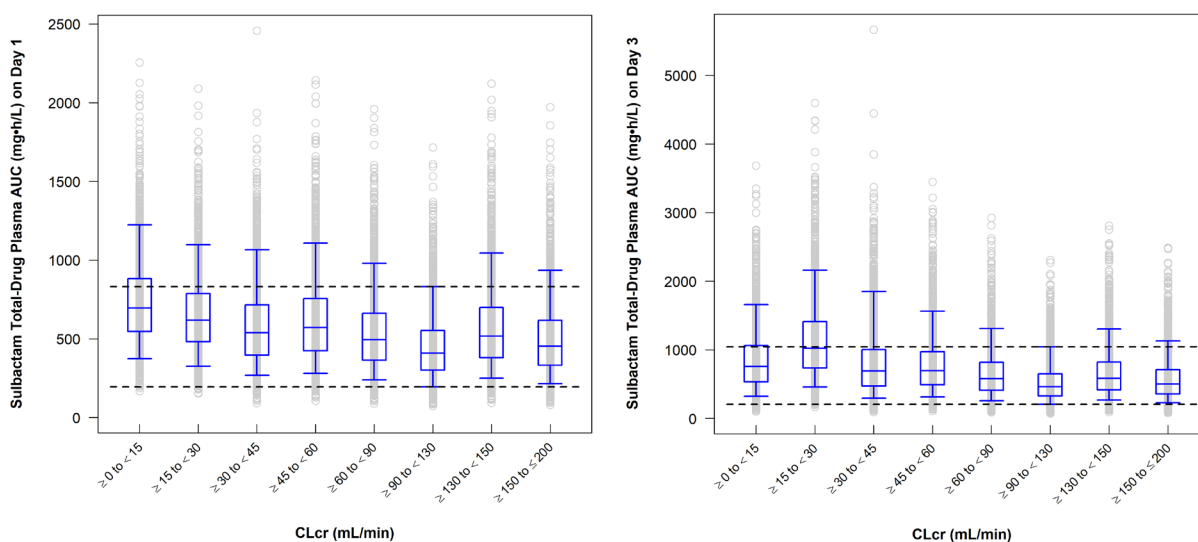 Sulbactam Total-Drug Plasma AUC (mg•h/L) on Day 1
2500
2000
1500
1000
500
0
≥ 0 to < 15
≥ 15 to < 30
≥ 30 to < 45
≥ 45 to < 60
≥ 60 to < 90
≥ 90 to < 130
≥ 130 to < 150
≥ 150 to ≤ 200
CLcr (mL/min)
Sulbactam Total-Drug Plasma AUC (mg•h/L) on Day 3
5000
4000
3000
2000
1000
0
≥ 0 to < 15
≥ 15 to < 30
≥ 30 to < 45
≥ 45 to < 60
≥ 60 to < 90
≥ 90 to < 130
≥ 130 to < 150
≥ 150 to ≤ 200
CLcr (mL/min)